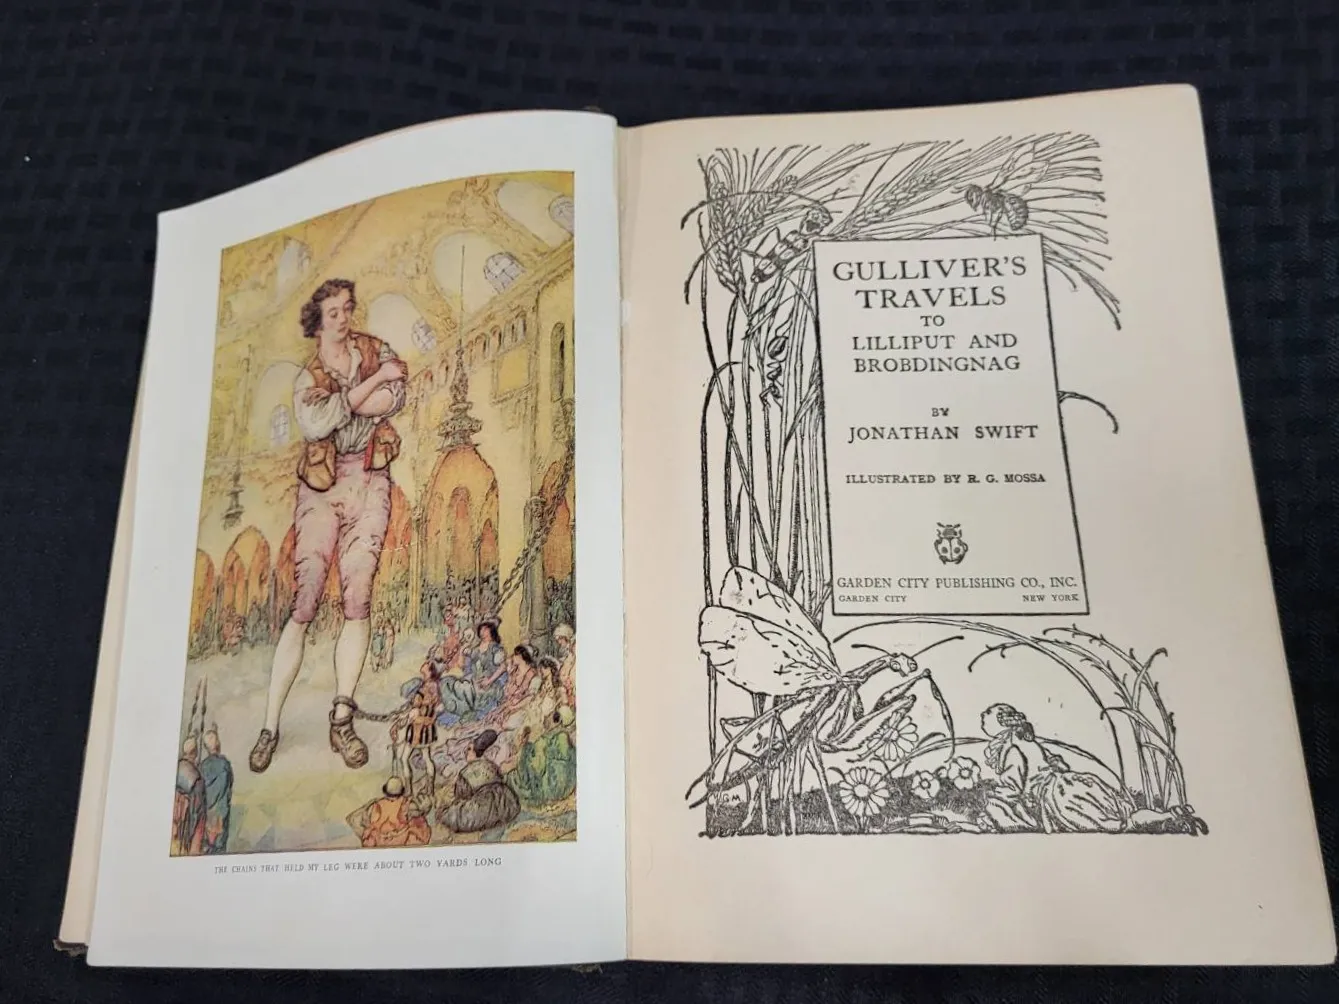 THE CHAINS THAT HELD MY LEG WERE ABOUT TWO YARDS LONG
GULLIVER'S
TRAVELS
TO
LILLIPUT AND
BROBDINGNAG
BY
JONATHAN SWIFT
ILLUSTRATED BY R. G. MOSSA
GARDEN CITY PUBLISHING CO., INC.
GARDEN CITY NEW YORK